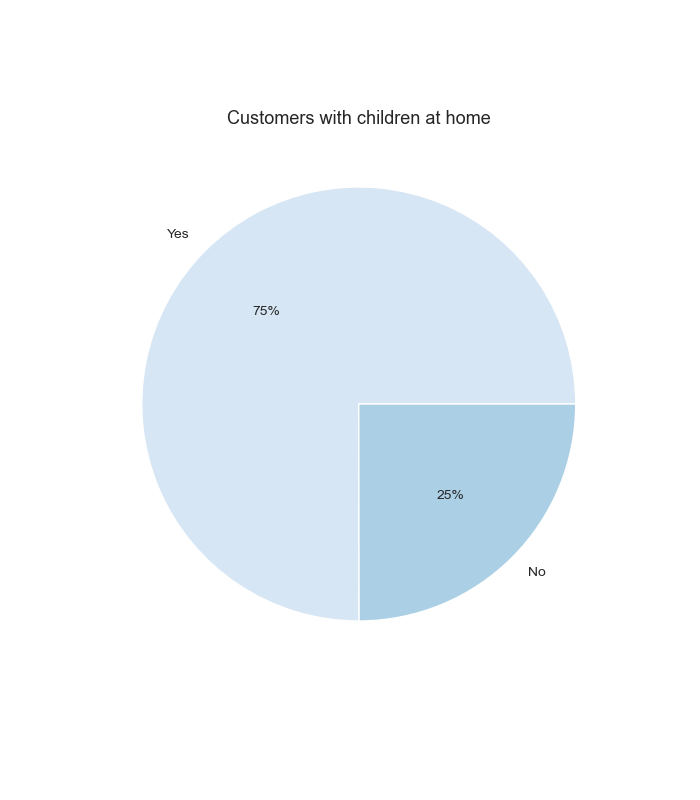 Customers with children at home
Yes
75%
25%
No